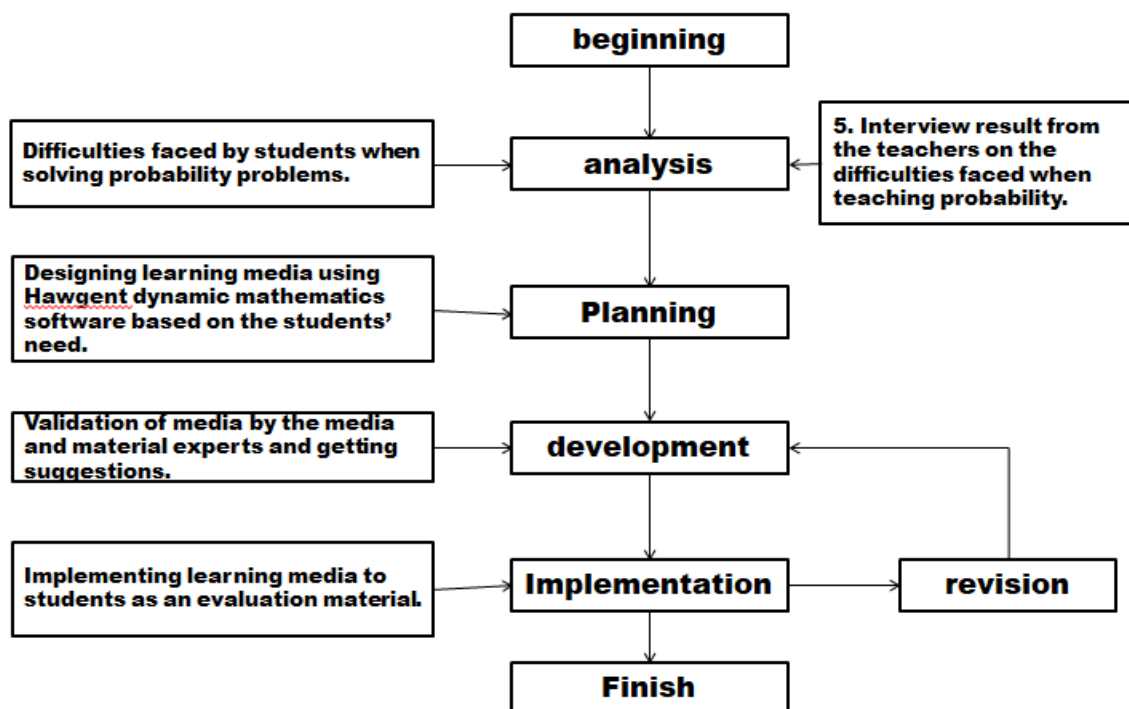 beginning
Difficulties faced by students when
solving probability problems.
analysis
5. Interview result from
the teachers on the
difficulties faced when
teaching probability.
Designing learning media using
Hawgent dynamic mathematics
software based on the students’
need.
Planning
Validation of media by the media
and material experts and getting
suggestions.
development
Implementing learning media to
students as an evaluation material.
Implementation
revision
Finish